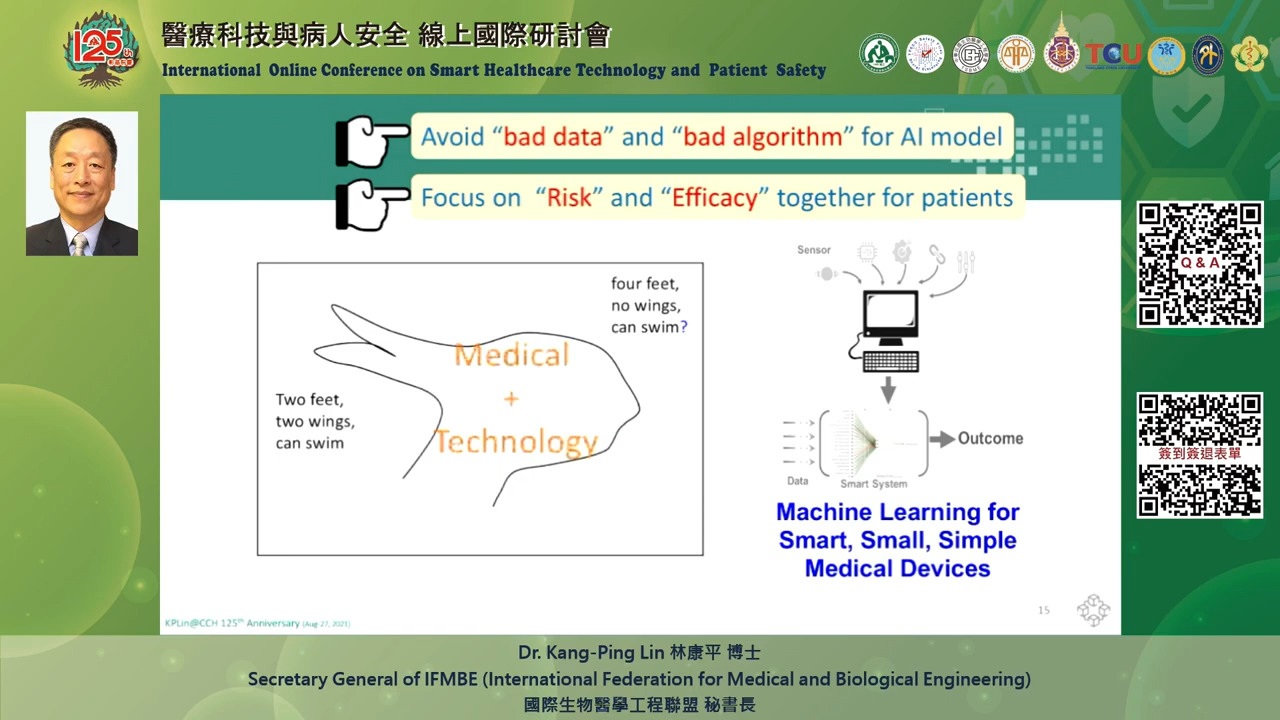 125
醫療科技與病人安全 線上國際研討會
International Online Conference on Smart Healthcare Technology and Patient Safety
TCU
Avoid “bad data” and “bad algorithm” for AI model
Focus on “Risk” and “Efficacy” together for patients
four feet,
no wings,
can swim?
Two feet,
two wings,
can swim
Medical
+
Technology
Sensor
Data
Smart System
Outcome
Machine Learning for
Smart, Small, Simple
Medical Devices
15
KPLin@CCH 125th Anniversary (Aug-27, 2021)
Q & A
簽到簽退表單
Dr. Kang-Ping Lin 林康平 博士
Secretary General of IFMBE (International Federation for Medical and Biological Engineering)
國際生物醫學工程聯盟 秘書長